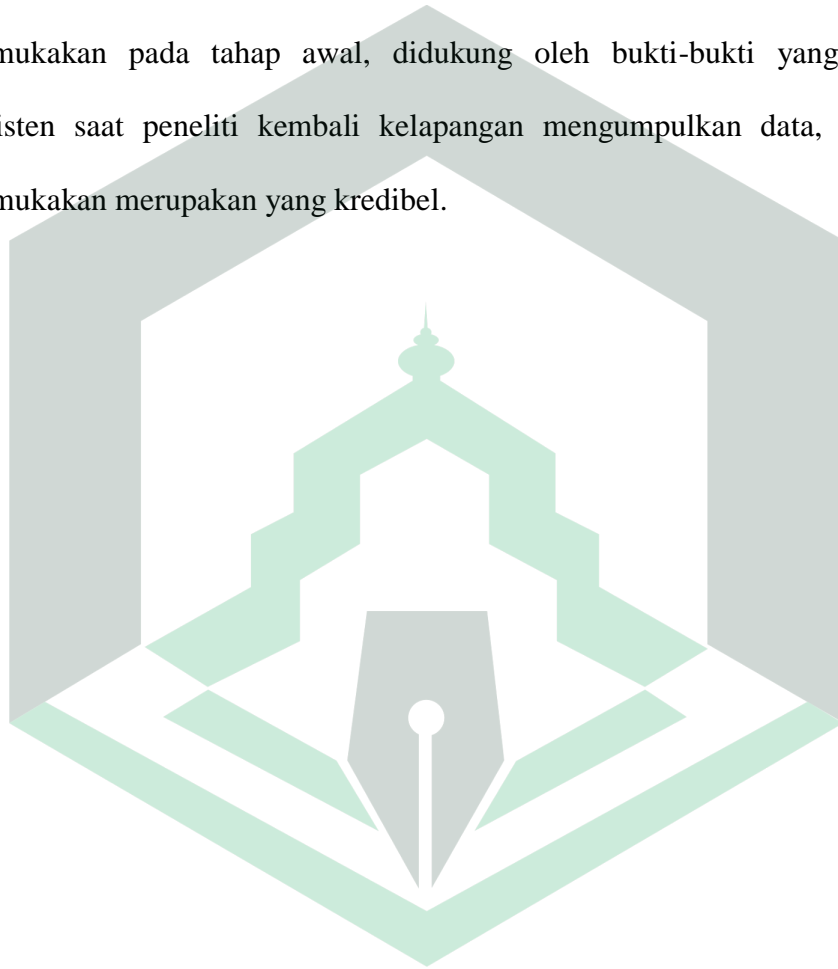 mukakan pada tahap awal, didukung oleh bukti-bukti yang
isten saat peneliti kembali kelapangan mengumpulkan data,
mukakan merupakan yang kredibel.